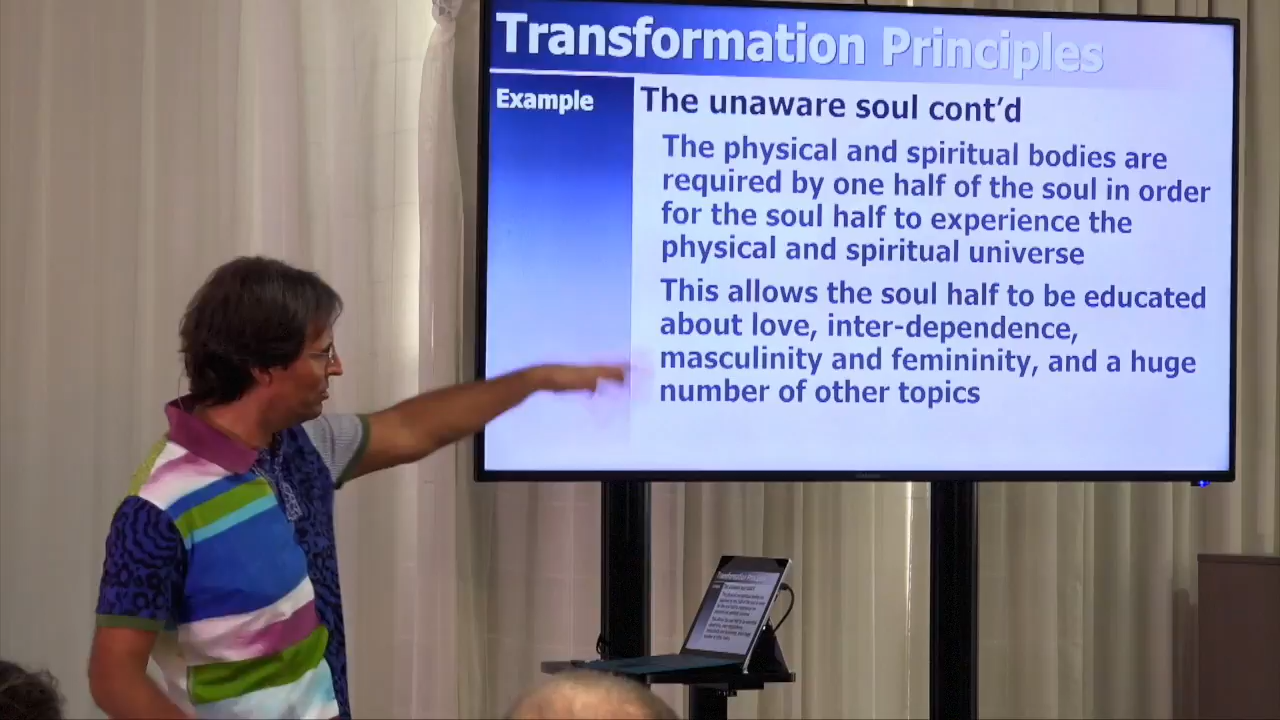 Transformation Principles
Example
The unaware soul cont'd
The physical and spiritual bodies are
required by one half of the soul in order
for the soul half to experience the
physical and spiritual universe
This allows the soul half to be educated
about love, inter-dependence,
masculinity and femininity, and a huge
number of other topics